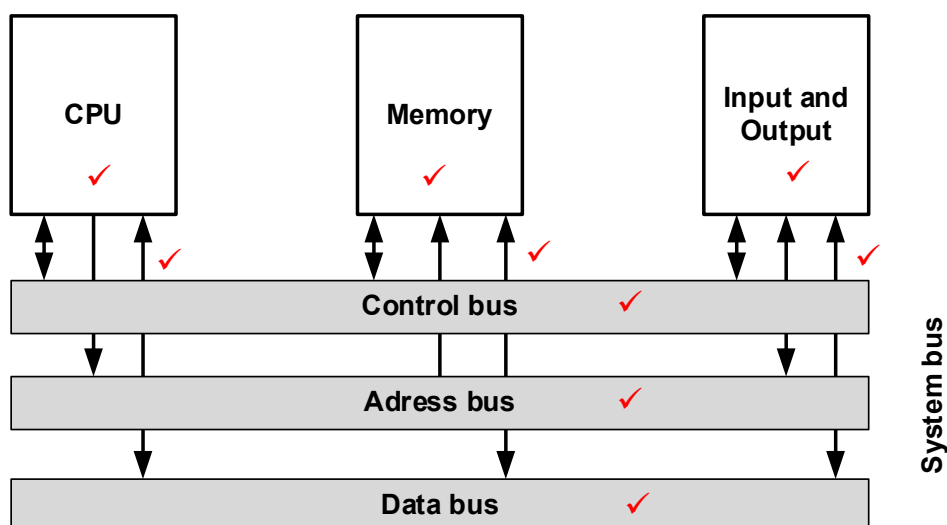 CPU
Memory
Input and
Output
Control bus
Adress bus
Data bus
System bus